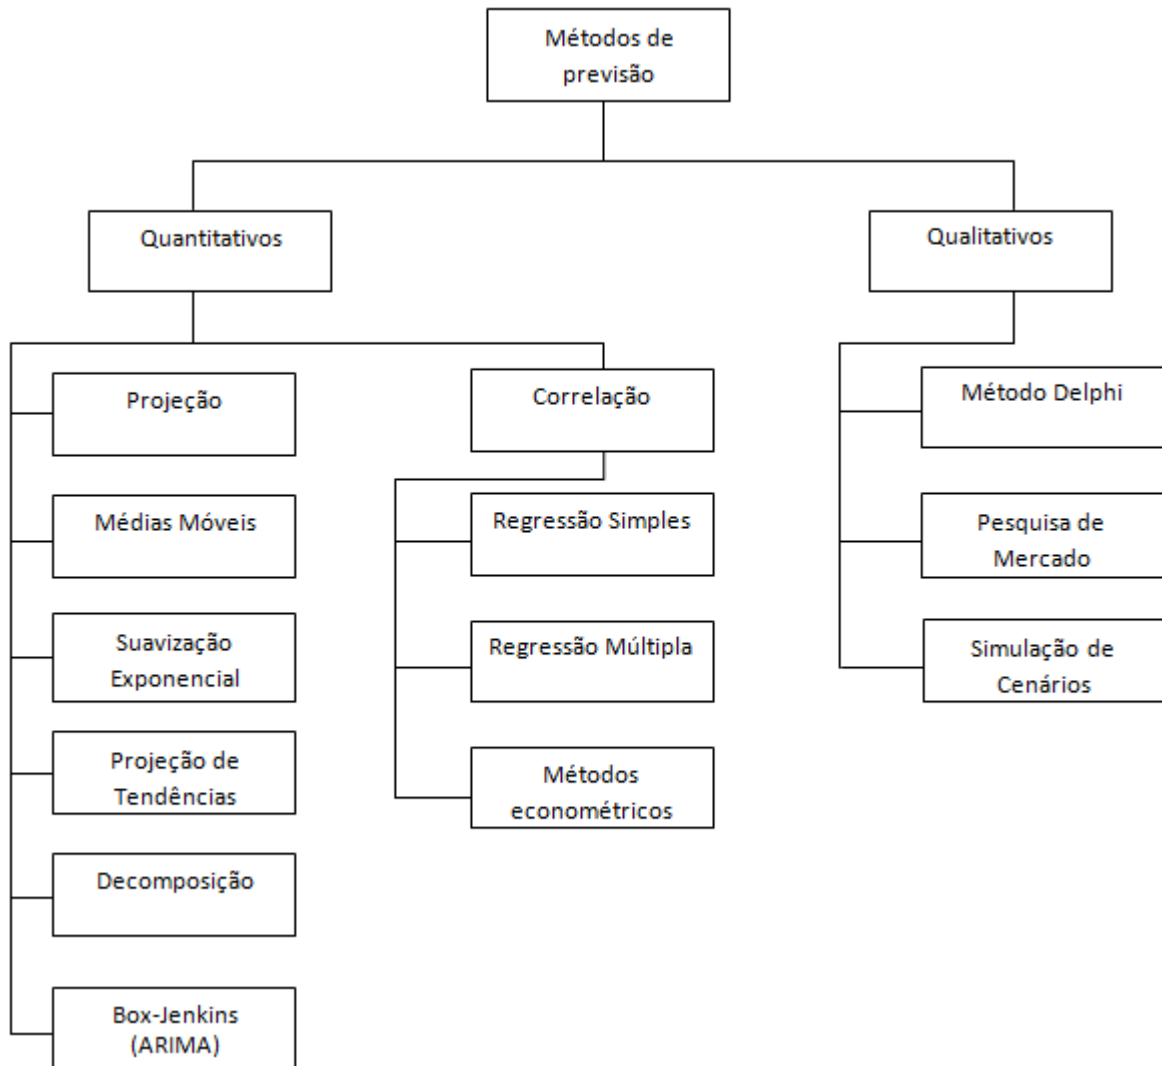 Métodos de
previsão
Quantitativos
Qualitativos
Projeção
Correlação
Método Delphi
Médias Móveis
Regressão Simples
Pesquisa de
Mercado
Suavização
Exponencial
Regressão Múltipla
Simulação de
Cenários
Projeção de
Tendências
Métodos
econométricos
Decomposição
Box-Jenkins
(ARIMA)